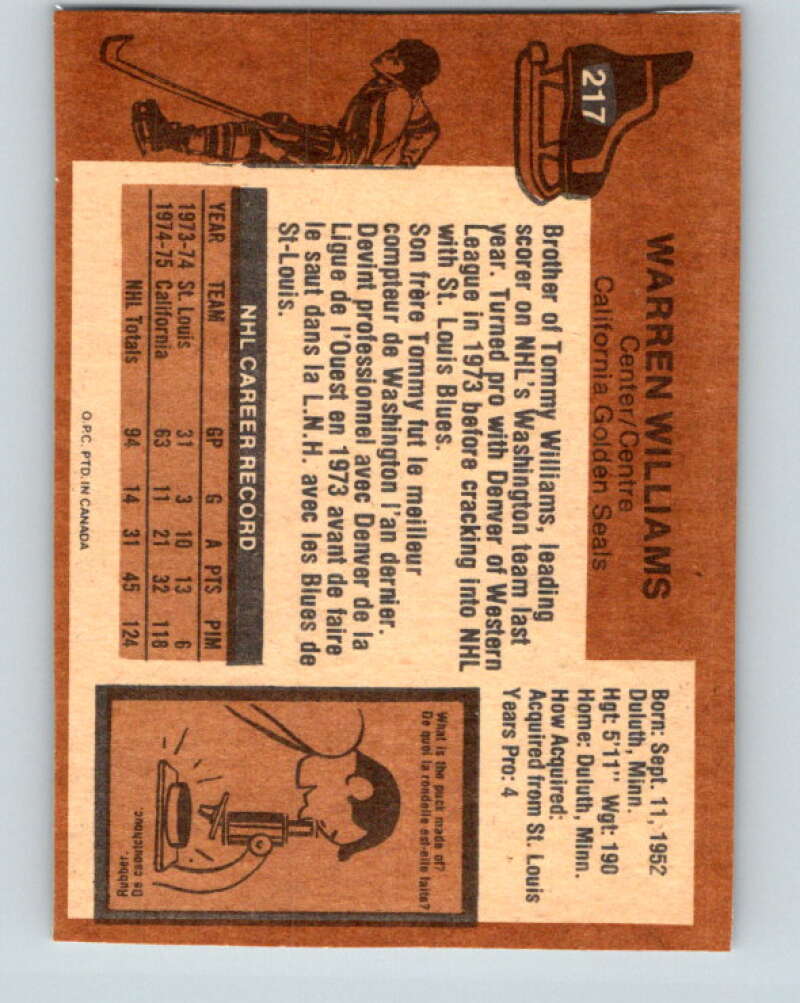 217
WARREN WILLIAMS
Center/Centre
California Golden Seals
Born: Sept. 11, 1952
Duluth, Minn.
Hgt: 5'11" Wgt: 190
Home: Duluth, Minn.
How Acquired:
Acquired from St. Louis
Years Pro: 4
Brother of Tommy Williams, leading
scorer on NHL's Washington team last
year. Turned pro with Denver of Western
League in 1973 before cracking into NHL
with St. Louis Blues.
Son frère Tommy fut le meilleur
compteur de Washington l'an dernier.
Devint professionnel avec Denver de la
Ligue de l'Ouest en 1973 avant de faire
le saut dans la L.N.H. avec les Blues de
St-Louis.
NHL CAREER RECORD
YEAR TEAM GP G A PTS PIM
1973-74 St. Louis 31 3 10 13 6
1974-75 California 63 11 21 32 118
NHL Totals 94 14 31 45 124
What is the puck made of?
De quoi la rondelle est-elle faite?
De caoutchouc.
Rubber.
O.P.C. PTD. IN CANADA